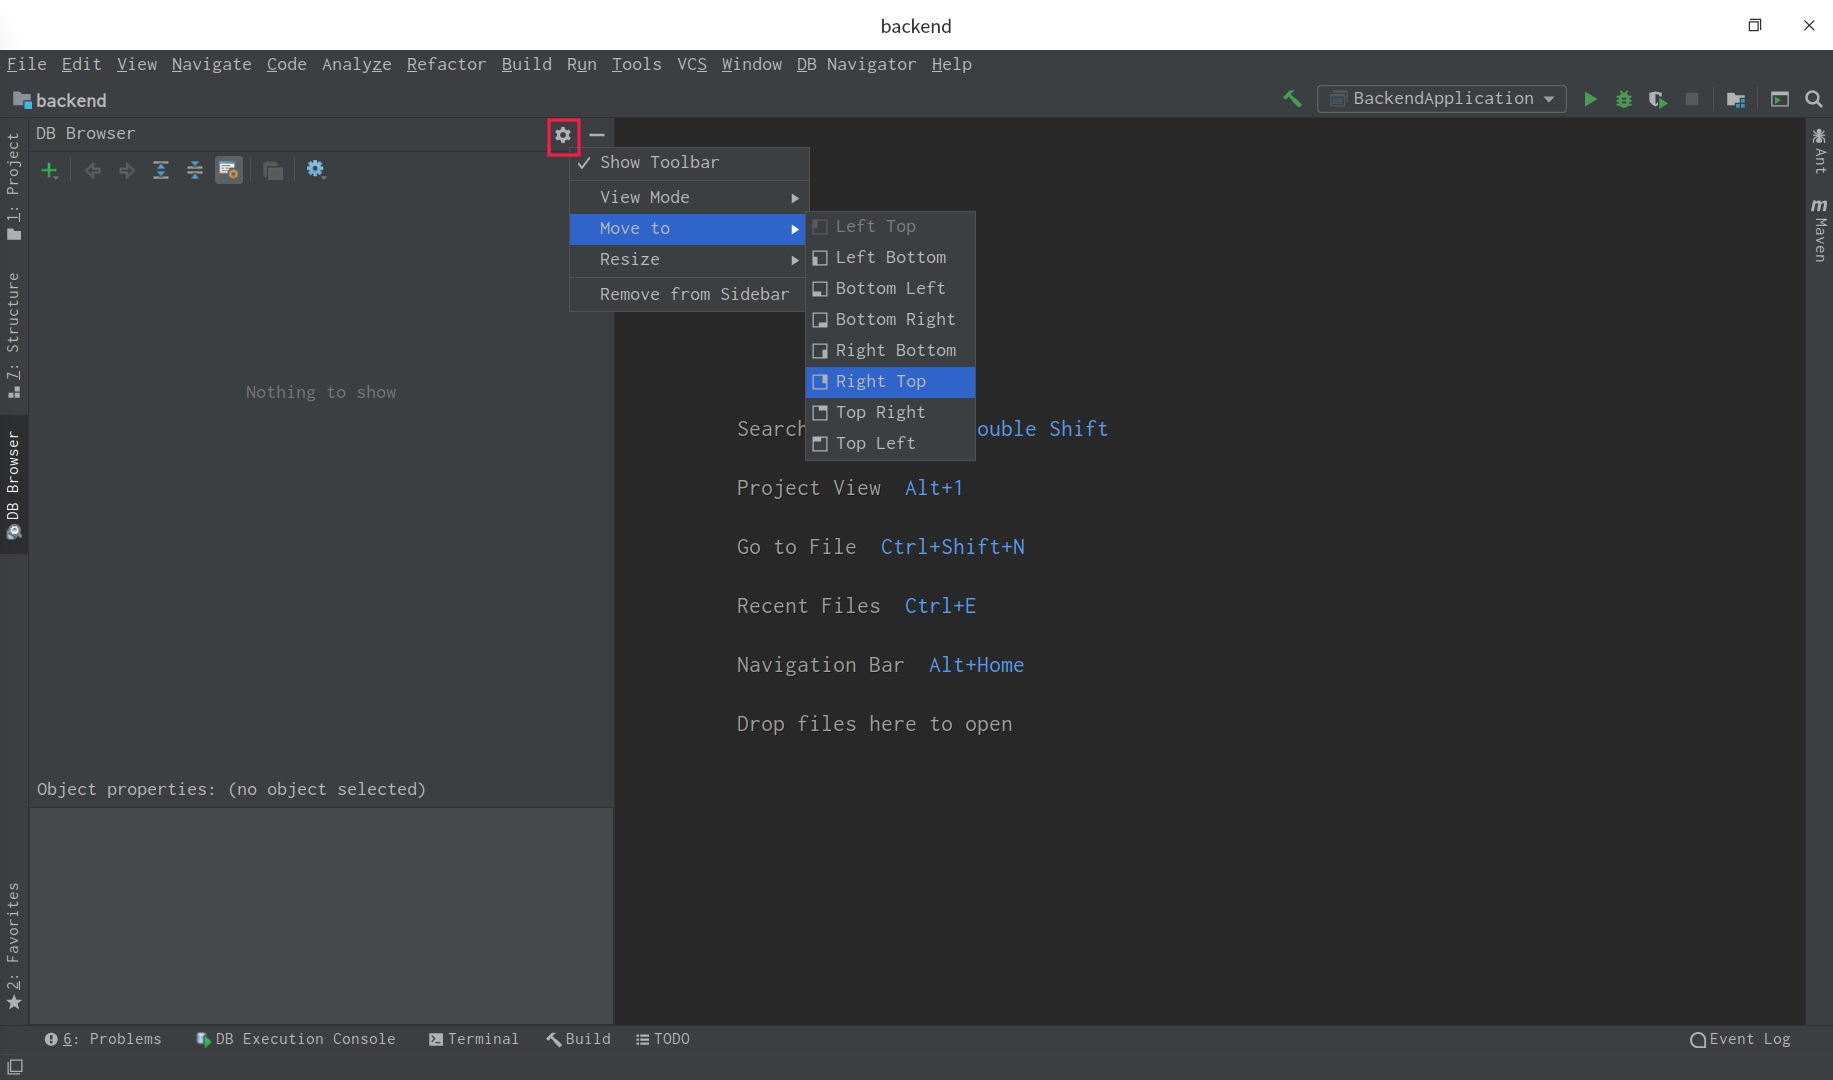 backend
File Edit View Navigate Code Analyze Refactor Build Run Tools VCS Window DB Navigator Help
backend
BackendApplication
DB Browser
Show Toolbar
View Mode
Move to
Resize
Remove from Sidebar
Left Top
Left Bottom
Bottom Left
Bottom Right
Right Bottom
Right Top
Top Right
Top Left
1: Project
7: Structure
DB Browser
2: Favorites
Nothing to show
Object properties: (no object selected)
Search ouble Shift
Project View Alt+1
Go to File Ctrl+Shift+N
Recent Files Ctrl+E
Navigation Bar Alt+Home
Drop files here to open
Ant
m Maven
6: Problems DB Execution Console Terminal Build TODO Event Log